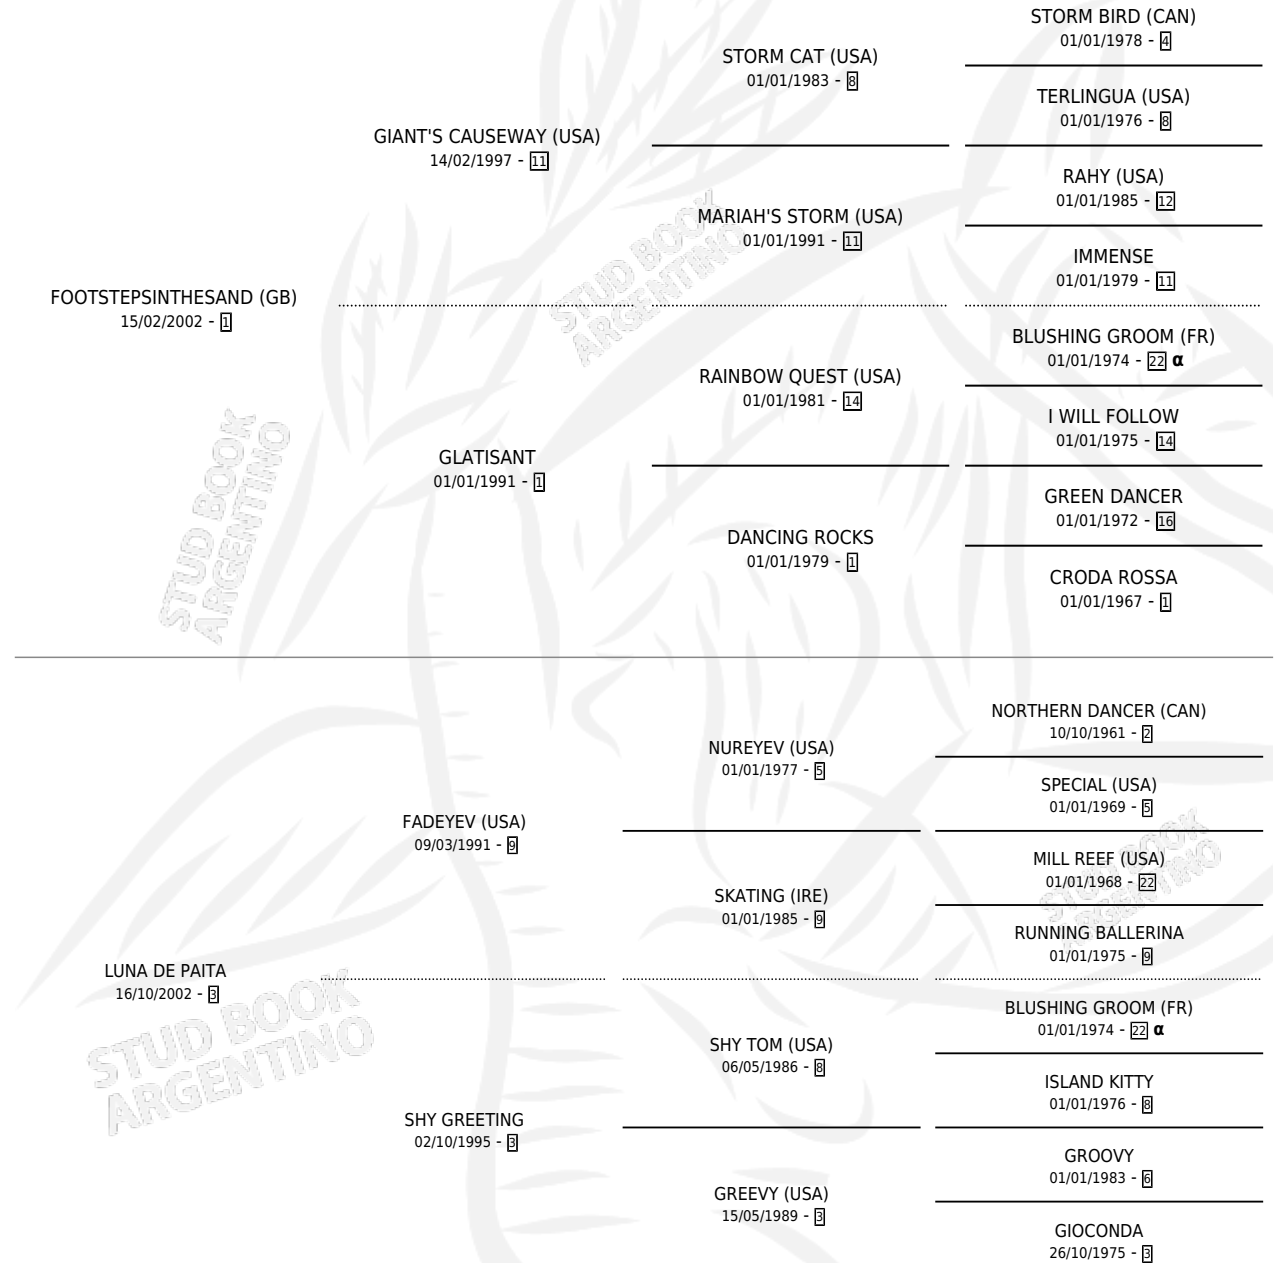 STORM BIRD (CAN)
01/01/1978 - 4
STORM CAT (USA)
01/01/1983 - 8
TERLINGUA (USA)
01/01/1976 - 8
GIANT'S CAUSEWAY (USA)
14/02/1997 - 11
RAHY (USA)
01/01/1985 - 12
MARIAH'S STORM (USA)
01/01/1991 - 11
IMMENSE
01/01/1979 - 11
STUD BOOK
ARGENTINO
FOOTSTEPSINTHESAND (GB)
15/02/2002 - 1
BLUSHING GROOM (FR)
01/01/1974 - 22 α
RAINBOW QUEST (USA)
01/01/1981 - 14
I WILL FOLLOW
01/01/1975 - 14
GLATISANT
01/01/1991 - 1
GREEN DANCER
01/01/1972 - 16
DANCING ROCKS
01/01/1979 - 1
CRODA ROSSA
01/01/1967 - 1
STUD BOOK
ARGENTINO
NORTHERN DANCER (CAN)
10/10/1961 - 2
NUREYEV (USA)
01/01/1977 - 5
SPECIAL (USA)
01/01/1969 - 5
FADEYEV (USA)
09/03/1991 - 9
MILL REEF (USA)
01/01/1968 - 22
STUD BOOK
ARGENTINO
SKATING (IRE)
01/01/1985 - 9
RUNNING BALLERINA
01/01/1975 - 9
LUNA DE PAITA
16/10/2002 - 3
BLUSHING GROOM (FR)
01/01/1974 - 22 α
STUD BOOK
ARGENTINO
SHY TOM (USA)
06/05/1986 - 8
ISLAND KITTY
01/01/1976 - 8
SHY GREETING
02/10/1995 - 3
GROOVY
01/01/1983 - 6
GREEVY (USA)
15/05/1989 - 3
GIOCONDA
26/10/1975 - 3